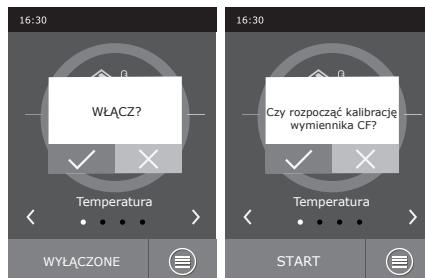 16:30
WŁĄCZ?
Temperatura
WYŁĄCZONE
16:30
Czy rozpocząć kalibrację
wymiennika CF?
Temperatura
START